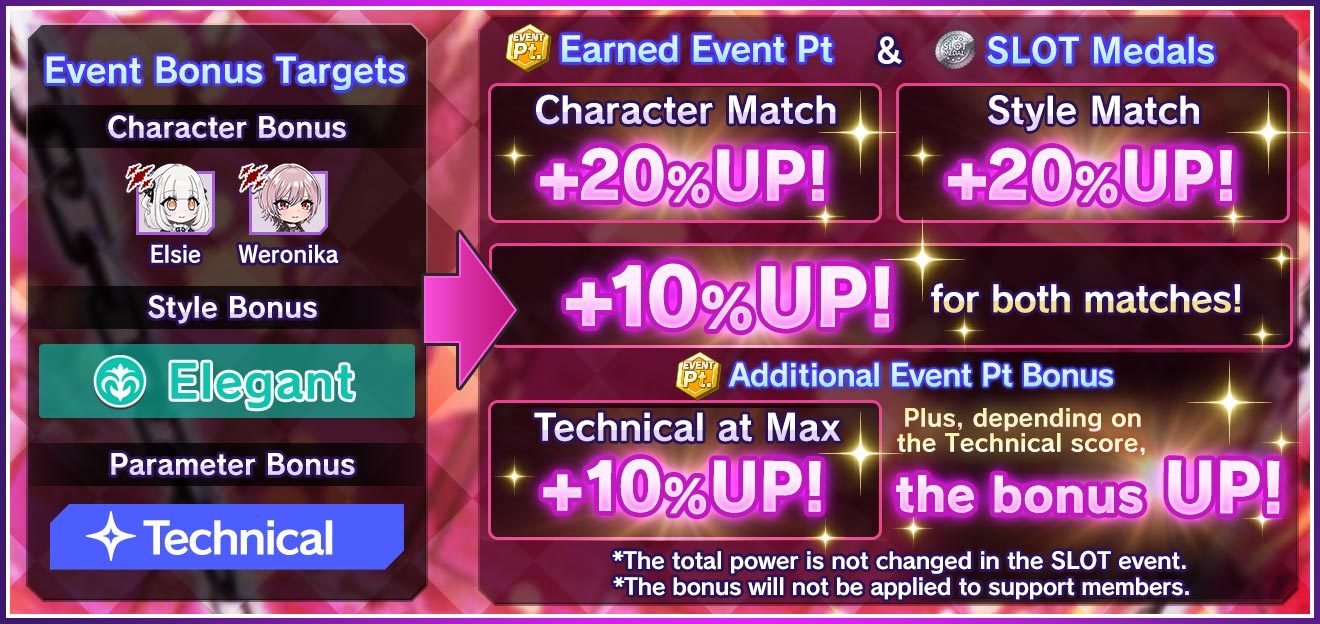 Event Bonus Targets
Character Bonus
Elsie
Weronika
Style Bonus
Elegant
Parameter Bonus
Technical
EVENT Pt. Earned Event Pt & SLOT MEDAL SLOT Medals
Character Match
+20%UP!
Style Match
+20%UP!
+10%UP! for both matches!
EVENT Pt. Additional Event Pt Bonus
Technical at Max
+10%UP!
Plus, depending on
the Technical score,
the bonus UP!
*The total power is not changed in the SLOT event.
*The bonus will not be applied to support members.